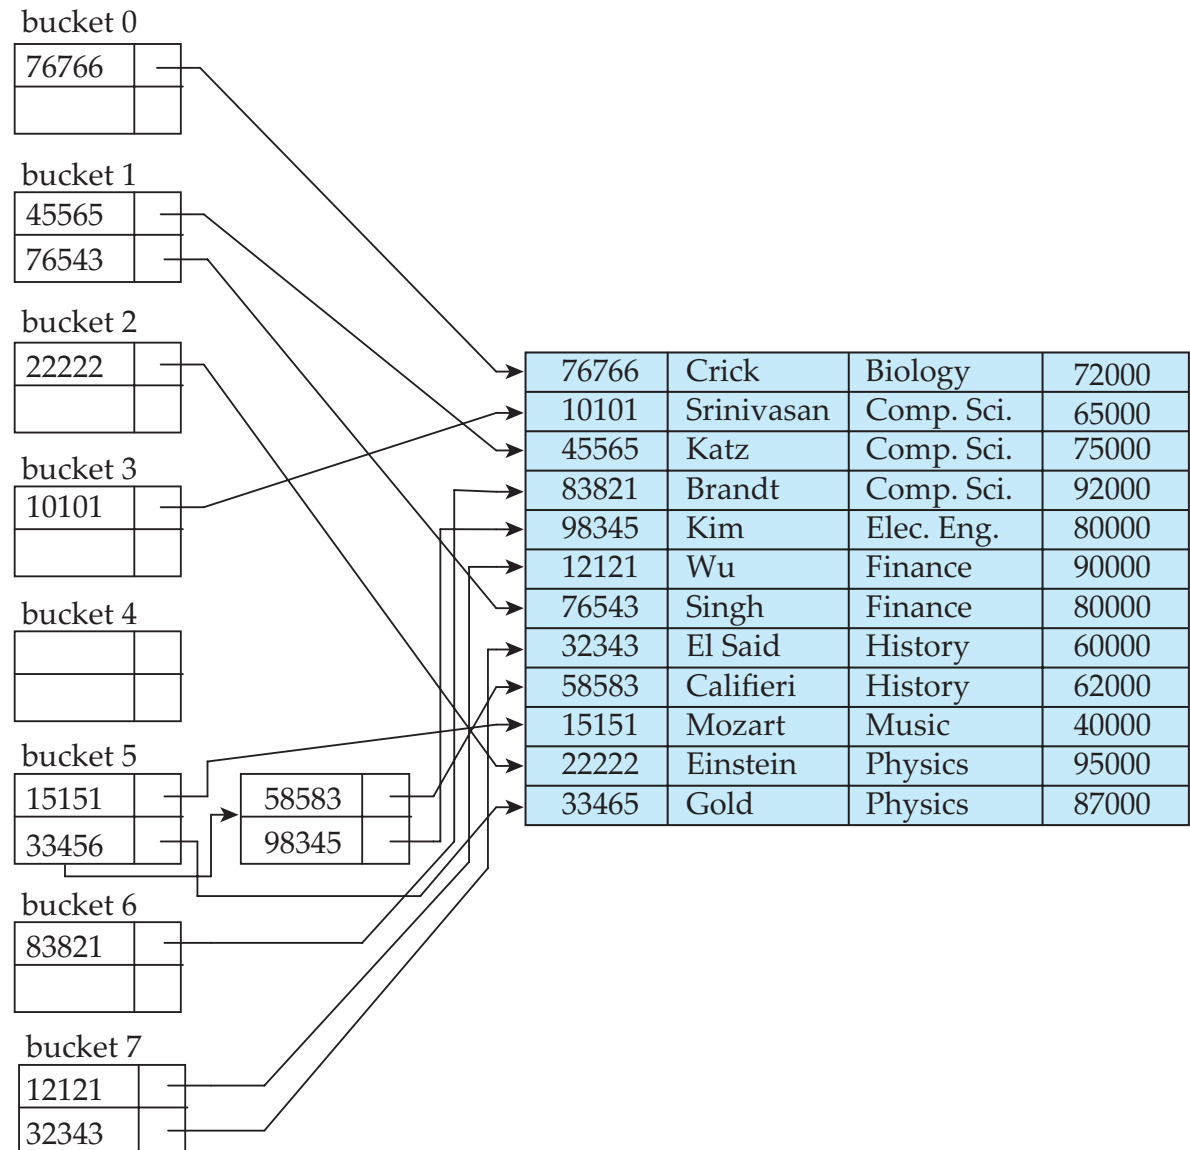 bucket 0
76766
bucket 1
45565
76543
bucket 2
22222
bucket 3
10101
bucket 4
bucket 5
15151
33456
58583
98345
bucket 6
83821
bucket 7
12121
32343
76766 Crick Biology 72000
10101 Srinivasan Comp. Sci. 65000
45565 Katz Comp. Sci. 75000
83821 Brandt Comp. Sci. 92000
98345 Kim Elec. Eng. 80000
12121 Wu Finance 90000
76543 Singh Finance 80000
32343 El Said History 60000
58583 Califieri History 62000
15151 Mozart Music 40000
22222 Einstein Physics 95000
33465 Gold Physics 87000